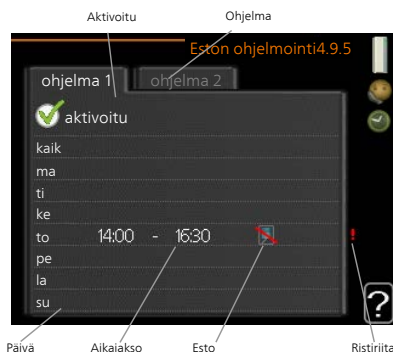 Aktivoitu
Ohjelma
Eston ohjelmointi4.9.5
ohjelma 1
ohjelma 2
aktivoitu
kaik
ma
ti
ke
to 14:00 - 16:30
pe
la
su
?
Päivä
Aikajakso
Esto
Ristiriita